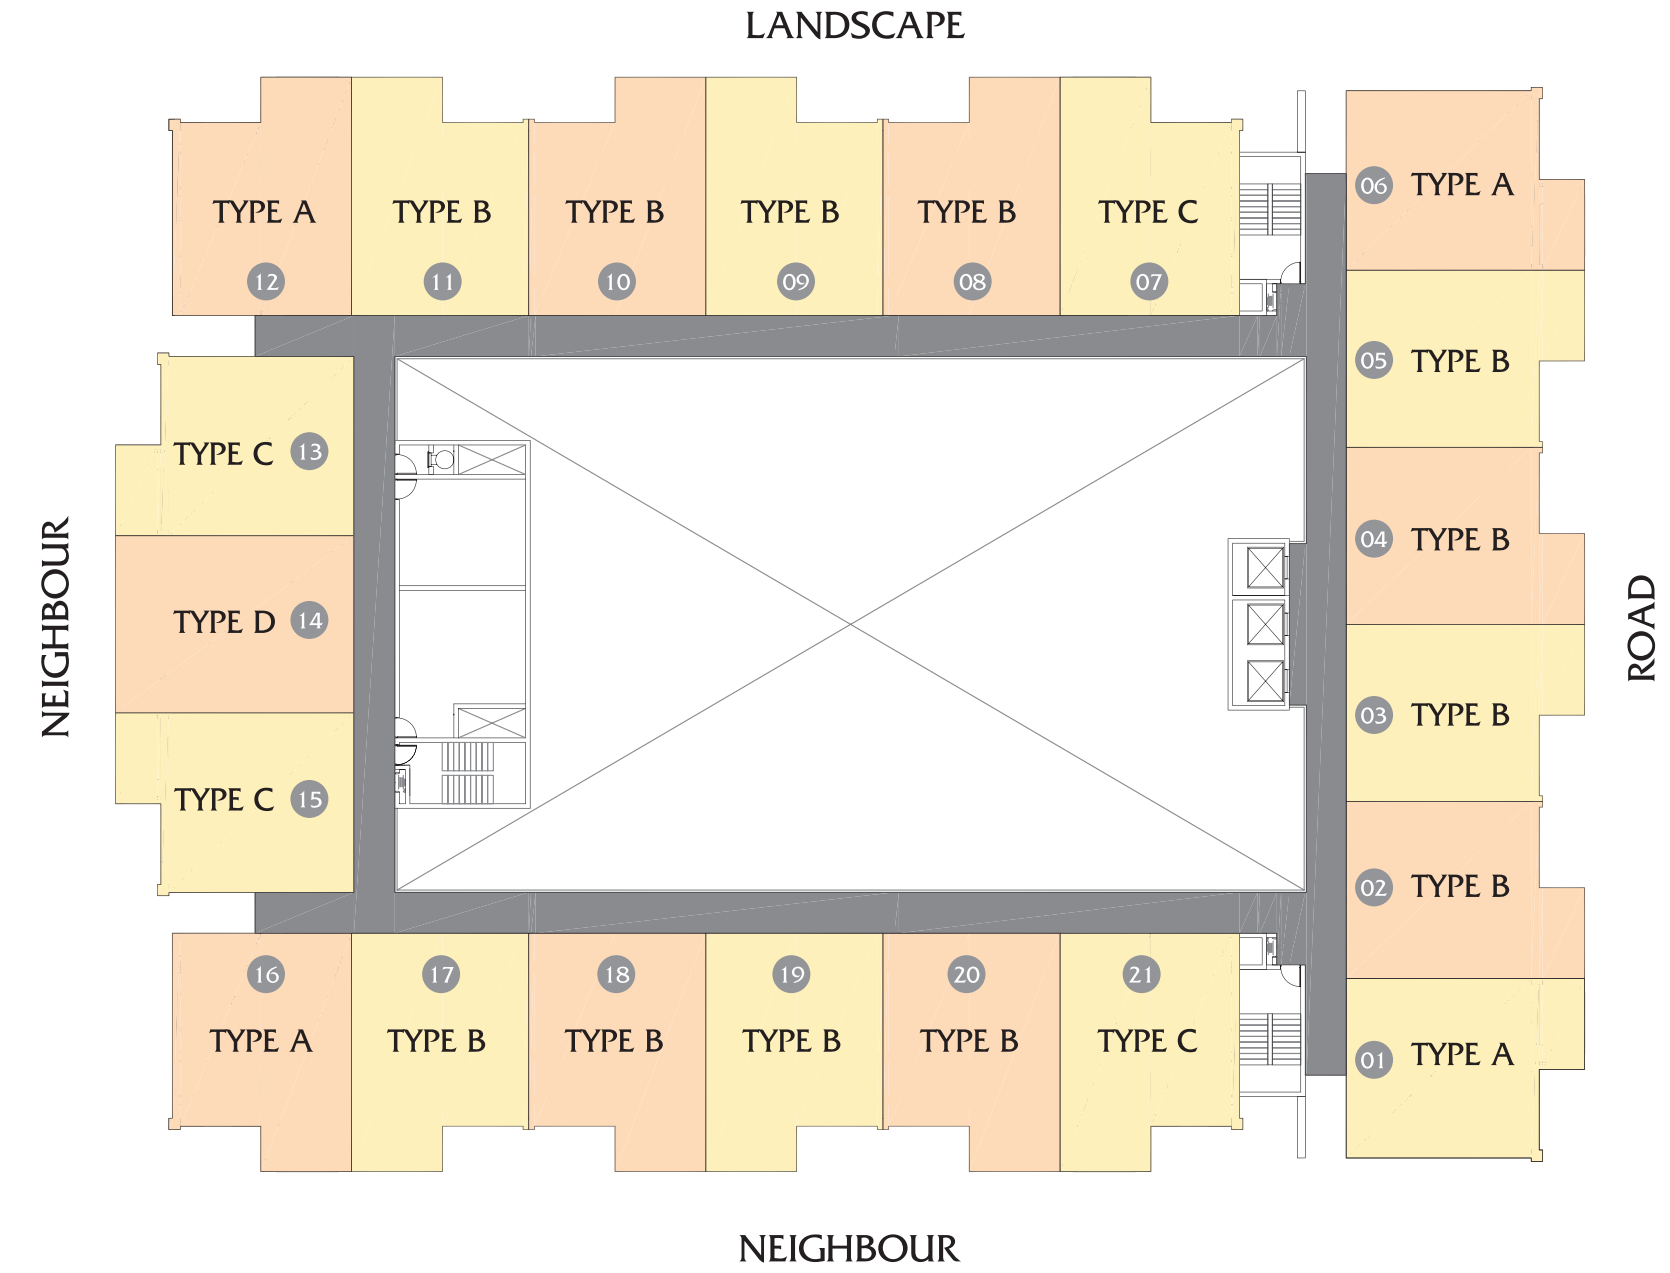 LANDSCAPE
06 TYPE A
TYPE A
TYPE B
TYPE B
TYPE B
TYPE B
TYPE C
12
11
10
09
08
07
05 TYPE B
TYPE C 13
04 TYPE B
NEIGHBOUR
TYPE D 14
ROAD
03 TYPE B
TYPE C 15
02 TYPE B
16
17
18
19
20
21
TYPE A
TYPE B
TYPE B
TYPE B
TYPE B
TYPE C
01 TYPE A
NEIGHBOUR